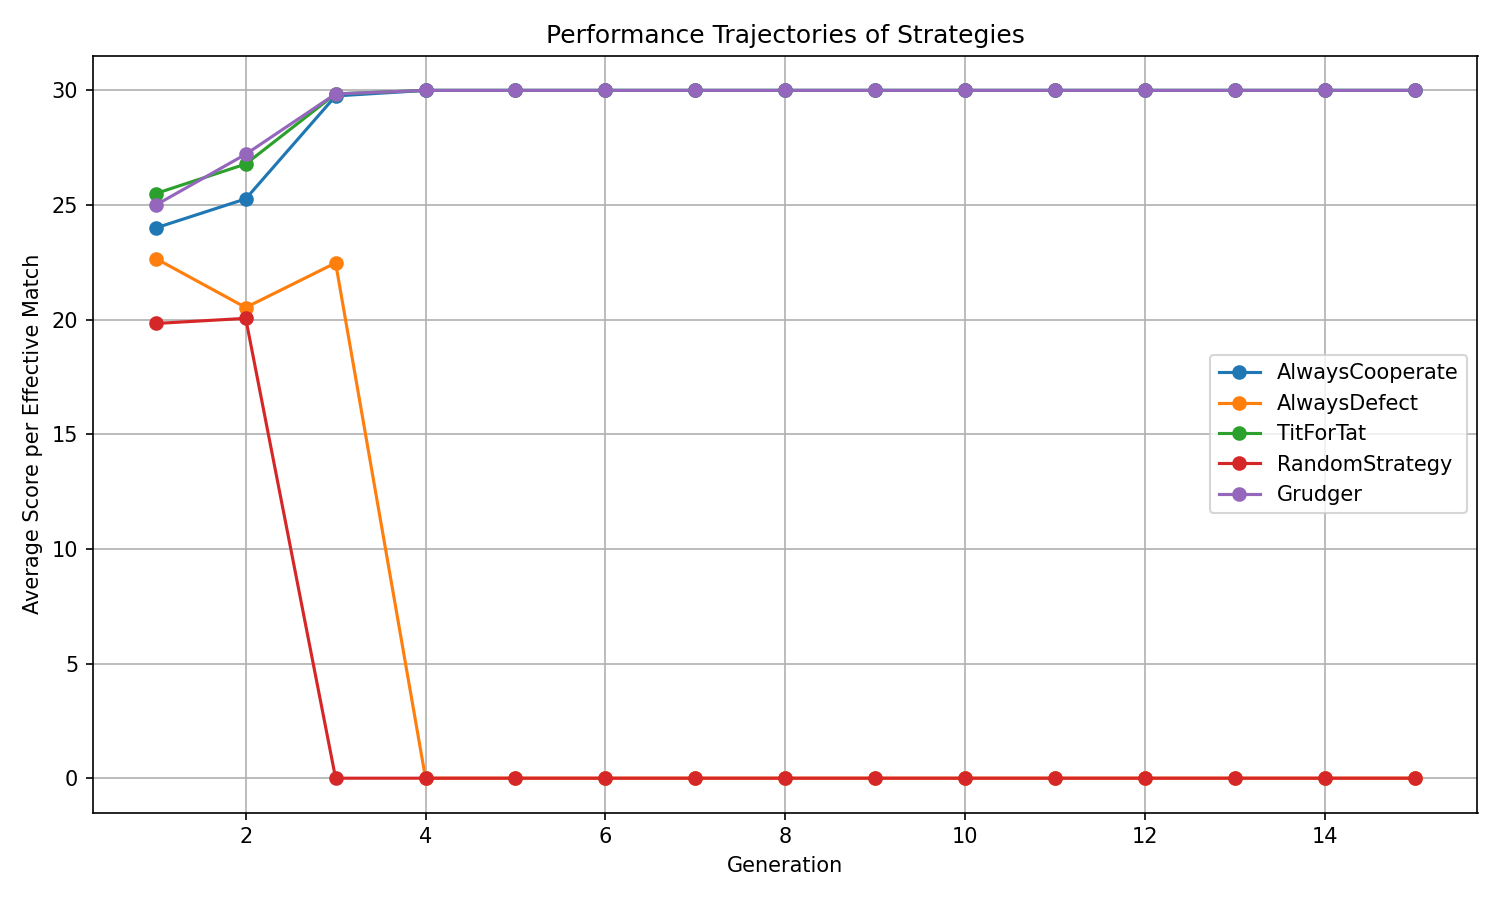 Performance Trajectories of Strategies
30
25
20
15
10
5
0
Average Score per Effective Match
AlwaysCooperate
AlwaysDefect
TitForTat
RandomStrategy
Grudger
2 4 6 8 10 12 14
Generation